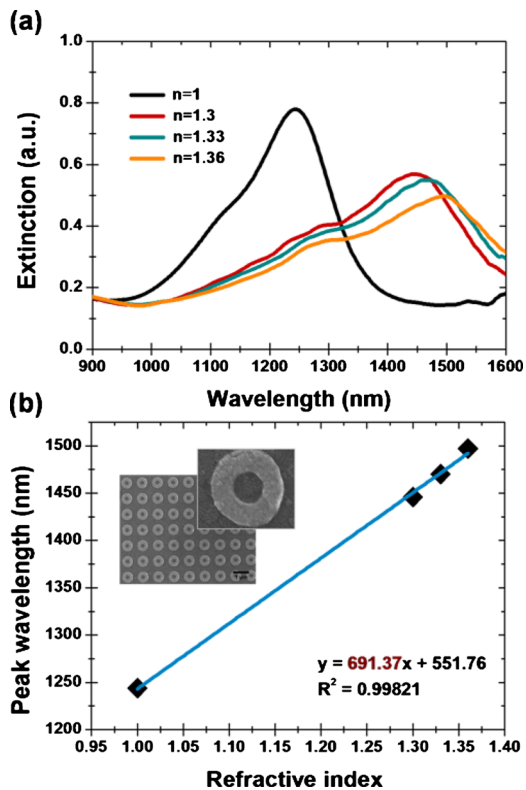 (a)
1.0
0.8
0.6
0.4
0.2
0.0
Extinction (a.u.)
n=1
n=1.3
n=1.33
n=1.36
900 1000 1100 1200 1300 1400 1500 1600
Wavelength (nm)
(b)
1500
1450
1400
1350
1300
1250
1200
Peak wavelength (nm)
y = 691.37x + 551.76
R² = 0.99821
0.95 1.00 1.05 1.10 1.15 1.20 1.25 1.30 1.35 1.40
Refractive index